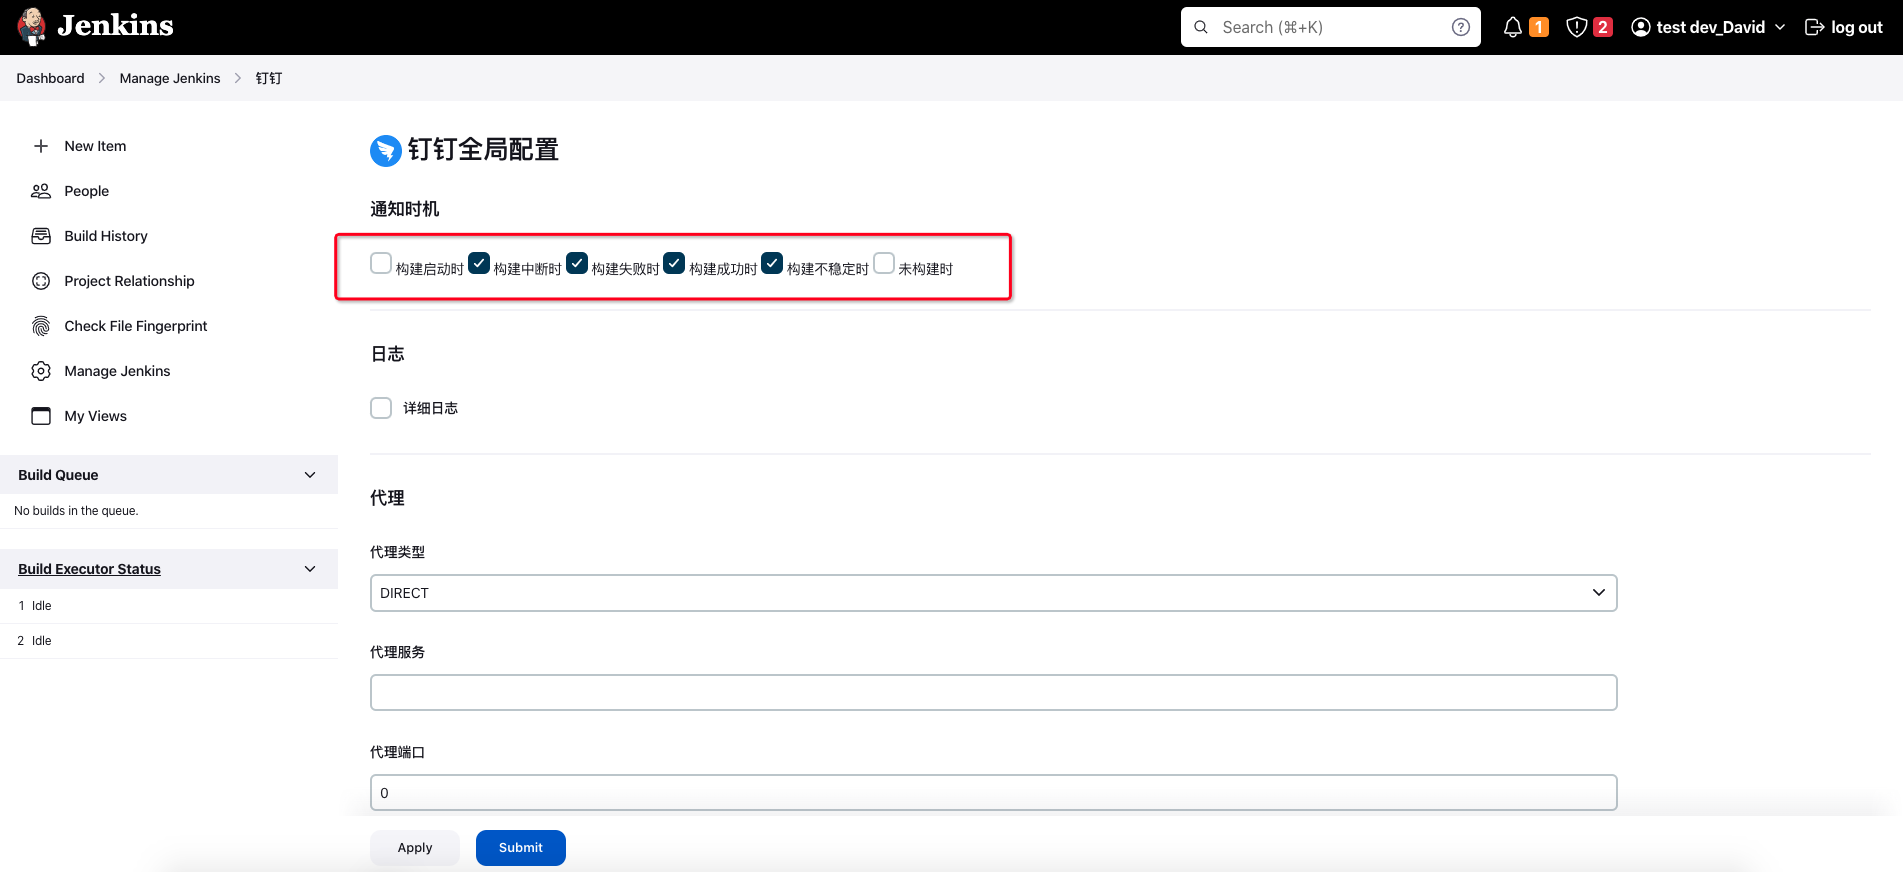 Jenkins
Search (⌘+K)
1
2
test dev_David
log out
Dashboard
Manage Jenkins
钉钉
New Item
People
Build History
Project Relationship
Check File Fingerprint
Manage Jenkins
My Views
Build Queue
No builds in the queue.
Build Executor Status
1 Idle
2 Idle
钉钉全局配置
通知时机
构建启动时 构建中断时 构建失败时 构建成功时 构建不稳定时 未构建时
日志
详细日志
代理
代理类型
DIRECT
代理服务
代理端口
0
Apply
Submit